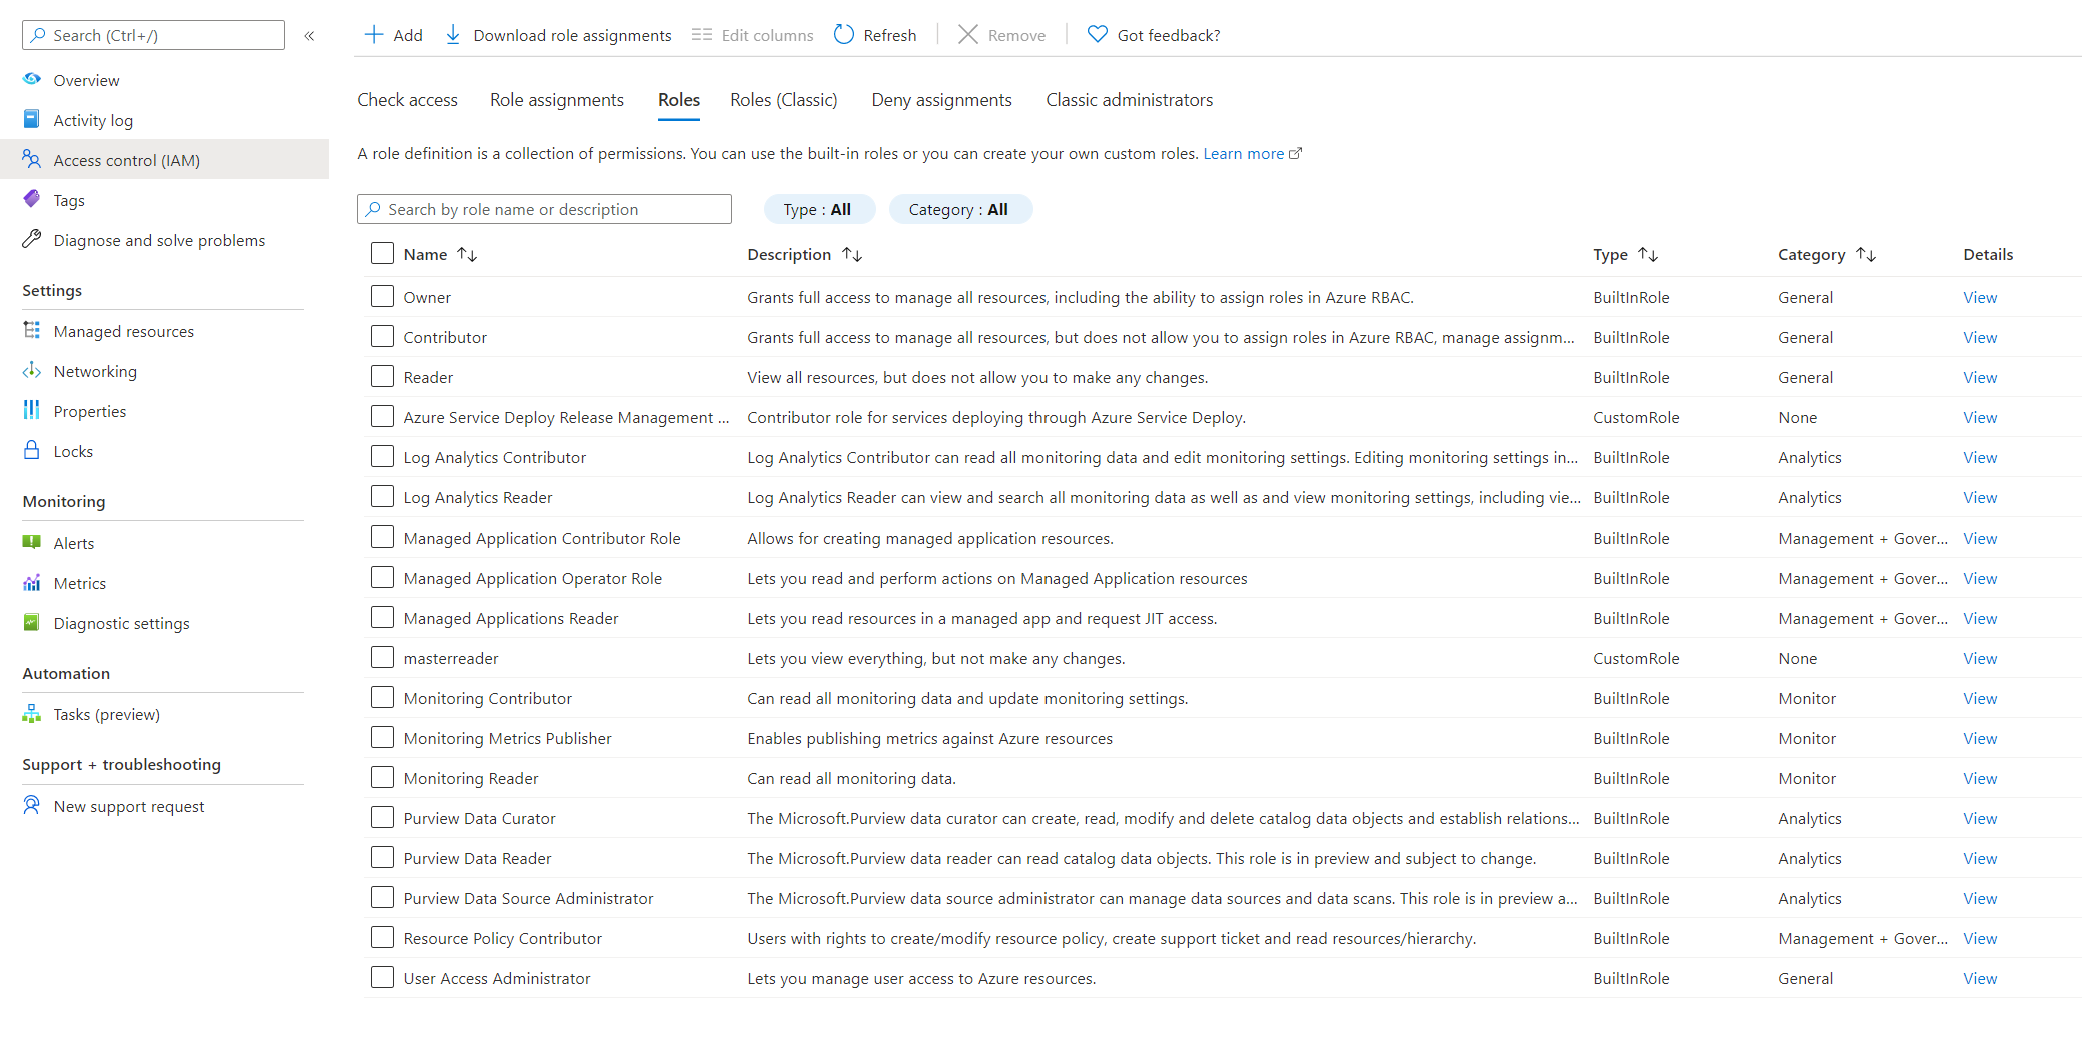 Search (Ctrl+/)
«
Overview
Activity log
Access control (IAM)
Tags
Diagnose and solve problems
Settings
Managed resources
Networking
Properties
Locks
Monitoring
Alerts
Metrics
Diagnostic settings
Automation
Tasks (preview)
Support + troubleshooting
New support request
Add Download role assignments Edit columns Refresh Remove Got feedback?
Check access Role assignments Roles Roles (Classic) Deny assignments Classic administrators
A role definition is a collection of permissions. You can use the built-in roles or you can create your own custom roles. Learn more
Search by role name or description Type : All Category : All
Name Description Type Category Details
Owner Grants full access to manage all resources, including the ability to assign roles in Azure RBAC. BuiltInRole General View
Contributor Grants full access to manage all resources, but does not allow you to assign roles in Azure RBAC, manage assignm... BuiltInRole General View
Reader View all resources, but does not allow you to make any changes. BuiltInRole General View
Azure Service Deploy Release Management ... Contributor role for services deploying through Azure Service Deploy. CustomRole None View
Log Analytics Contributor Log Analytics Contributor can read all monitoring data and edit monitoring settings. Editing monitoring settings in... BuiltInRole Analytics View
Log Analytics Reader Log Analytics Reader can view and search all monitoring data as well as and view monitoring settings, including vie... BuiltInRole Analytics View
Managed Application Contributor Role Allows for creating managed application resources. BuiltInRole Management + Gover... View
Managed Application Operator Role Lets you read and perform actions on Managed Application resources BuiltInRole Management + Gover... View
Managed Applications Reader Lets you read resources in a managed app and request JIT access. BuiltInRole Management + Gover... View
masterreader Lets you view everything, but not make any changes. CustomRole None View
Monitoring Contributor Can read all monitoring data and update monitoring settings. BuiltInRole Monitor View
Monitoring Metrics Publisher Enables publishing metrics against Azure resources BuiltInRole Monitor View
Monitoring Reader Can read all monitoring data. BuiltInRole Monitor View
Purview Data Curator The Microsoft.Purview data curator can create, read, modify and delete catalog data objects and establish relations... BuiltInRole Analytics View
Purview Data Reader The Microsoft.Purview data reader can read catalog data objects. This role is in preview and subject to change. BuiltInRole Analytics View
Purview Data Source Administrator The Microsoft.Purview data source administrator can manage data sources and data scans. This role is in preview a... BuiltInRole Analytics View
Resource Policy Contributor Users with rights to create/modify resource policy, create support ticket and read resources/hierarchy. BuiltInRole Management + Gover... View
User Access Administrator Lets you manage user access to Azure resources. BuiltInRole General View